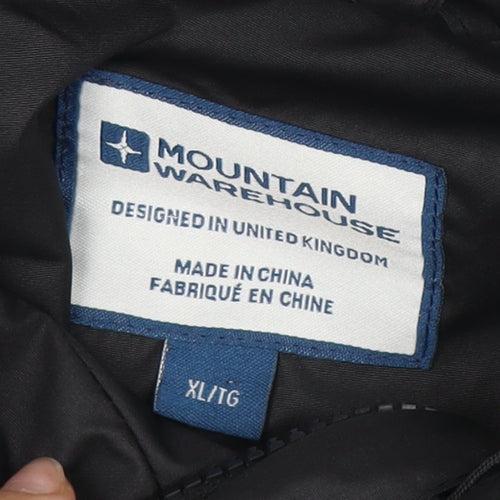 MOUNTAIN
WAREHOUSE
DESIGNED IN UNITED KINGDOM
MADE IN CHINA
FABRIQUÉ EN CHINE
XL/TG